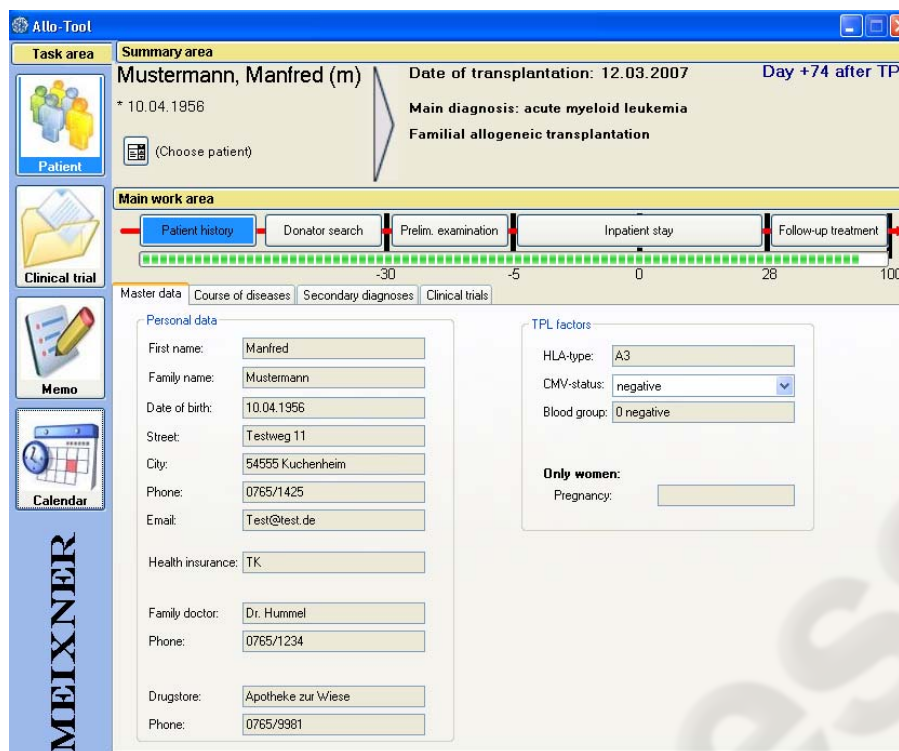 Allo-Tool
Task area
Patient
Clinical trial
Memo
Calendar
MEIXNER
Summary area
Mustermann, Manfred (m)
* 10.04.1956
(Choose patient)
Date of transplantation: 12.03.2007
Main diagnosis: acute myeloid leukemia
Familial allogeneic transplantation
Day +74 after TP
Main work area
Patient history Donator search Prelim. examination Inpatient stay Follow-up treatment
-30 -5 0 28 100
Master data Course of diseases Secondary diagnoses Clinical trials
Personal data
First name: Manfred
Family name: Mustermann
Date of birth: 10.04.1956
Street: Testweg 11
City: 54555 Kuchenheim
Phone: 0765/1425
Email: Test@test.de
Health insurance: TK
Family doctor: Dr. Hummel
Phone: 0765/1234
Drugstore: Apotheke zur Wiese
Phone: 0765/9981
TPL factors
HLA-type: A3
CMV-status: negative
Blood group: 0 negative
Only women:
Pregnancy: